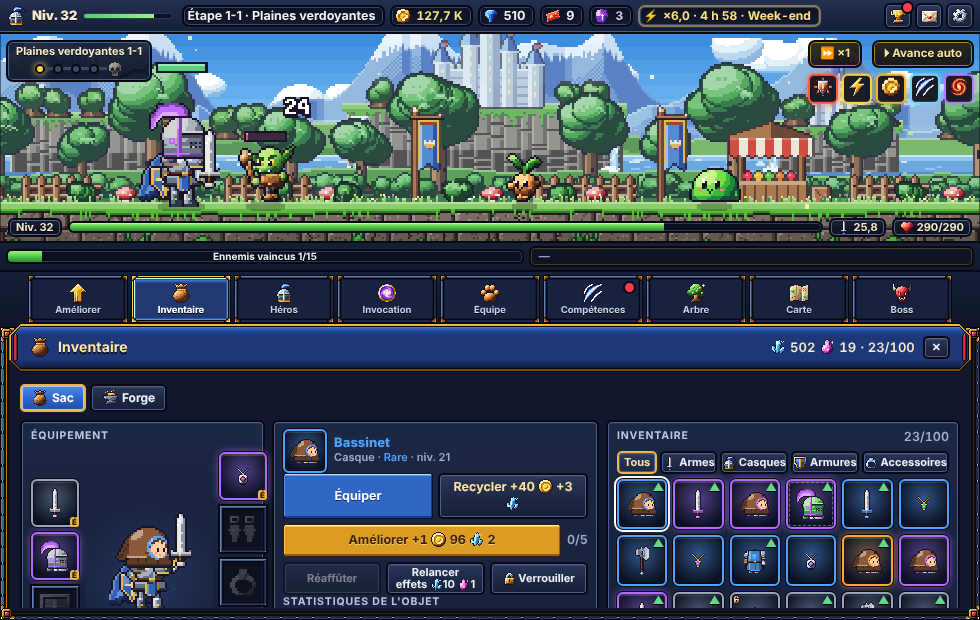 Niv. 32
Étape 1-1 · Plaines verdoyantes
127,7 K
510
9
3
×6,0 · 4 h 58 · Week-end
Plaines verdoyantes 1-1
×1
Avance auto
24
Niv. 32
25,8
290/290
Ennemis vaincus 1/15
—
Améliorer
Inventaire
Héros
Invocation
Equipe
Compétences
Arbre
Carte
Boss
Inventaire
502 19 · 23/100
×
Sac
Forge
ÉQUIPEMENT
E
E
E
Bassinet
Casque · Rare · niv. 21
Équiper
Recycler +40 +3
Améliorer +1 96 2
0/5
Réaffûter
Relancer
effets 10 1
Verrouiller
STATISTIQUES DE L'OBJET
INVENTAIRE
23/100
Tous
Armes
Casques
Armures
Accessoires